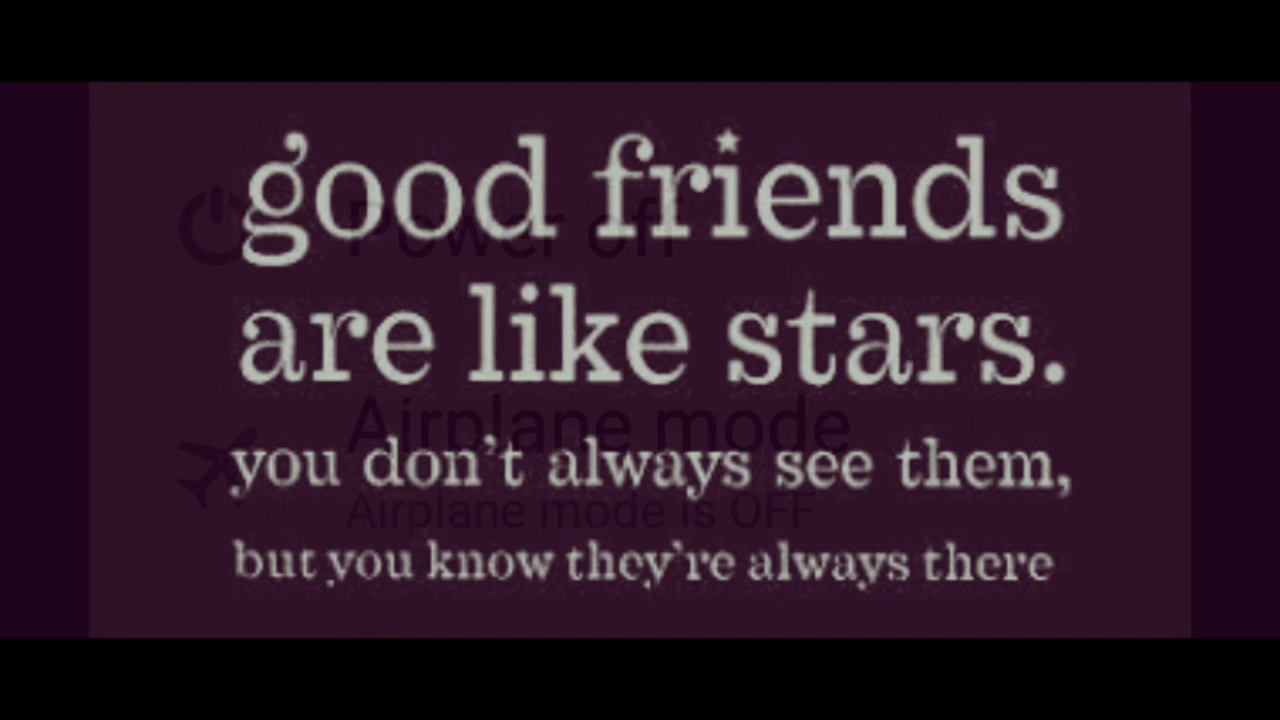 good friends
Power off
are like stars.
Airplane mode
you don't always see them,
Airplane mode is OFF
but you know they're always there